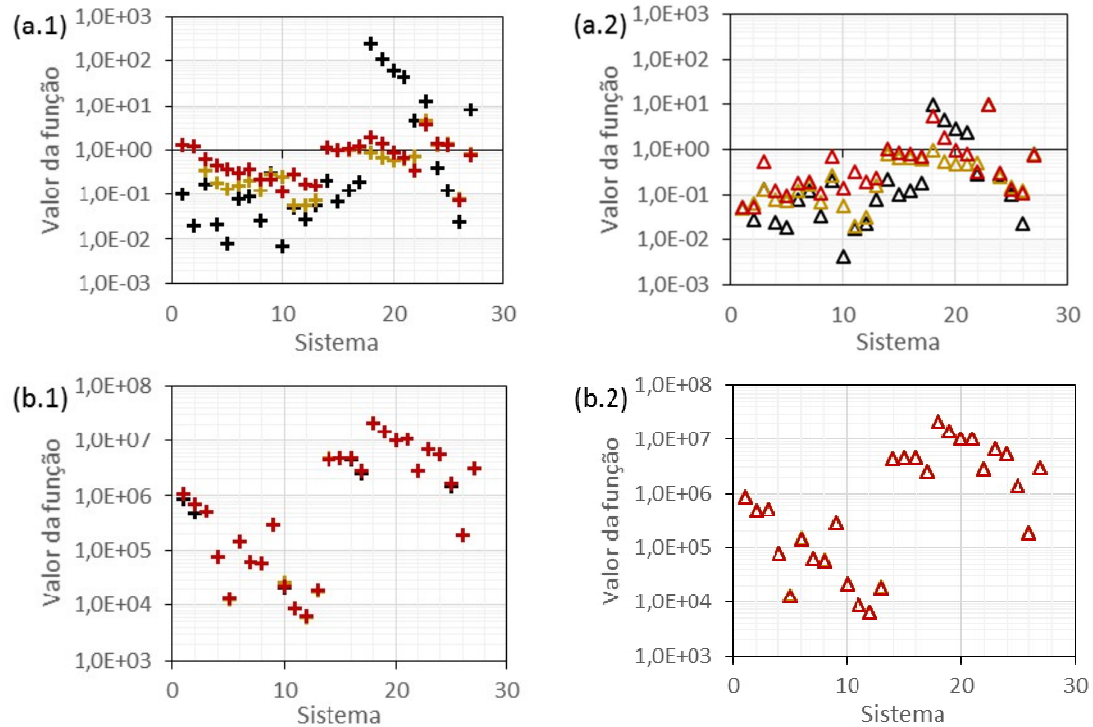 (a.1)
Valor da função
1,0E+03
1,0E+02
1,0E+01
1,0E+00
1,0E-01
1,0E-02
1,0E-03
0 10 20 30
Sistema
(a.2)
Valor da função
1,0E+03
1,0E+02
1,0E+01
1,0E+00
1,0E-01
1,0E-02
1,0E-03
0 10 20 30
Sistema
(b.1)
Valor da função
1,0E+08
1,0E+07
1,0E+06
1,0E+05
1,0E+04
1,0E+03
0 10 20 30
Sistema
(b.2)
Valor da função
1,0E+08
1,0E+07
1,0E+06
1,0E+05
1,0E+04
1,0E+03
0 10 20 30
Sistema